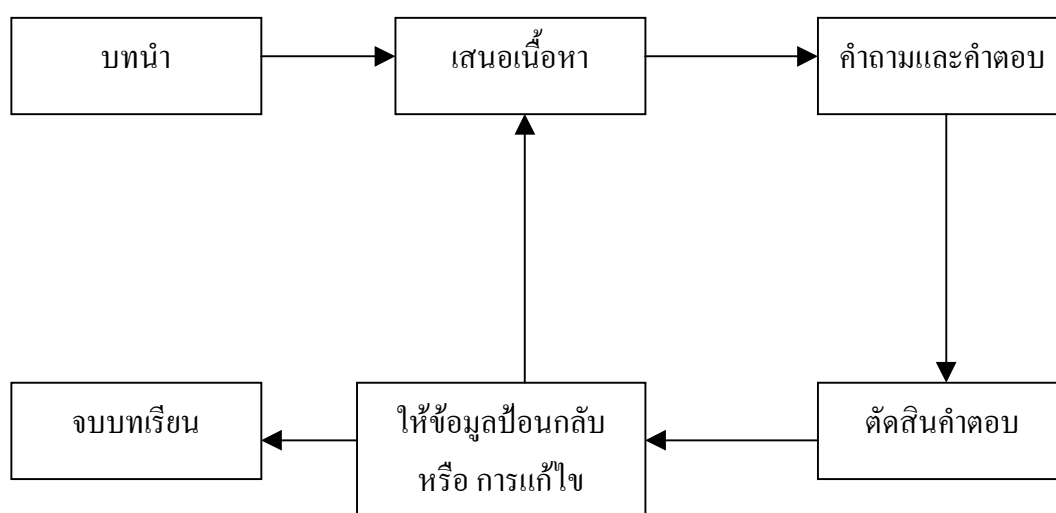 บทนำ
เสนอเนื้อหา
คำถามและคำตอบ
จบบทเรียน
ให้ข้อมูลป้อนกลับ
หรือ การแก้ไข
ตัดสินคำตอบ